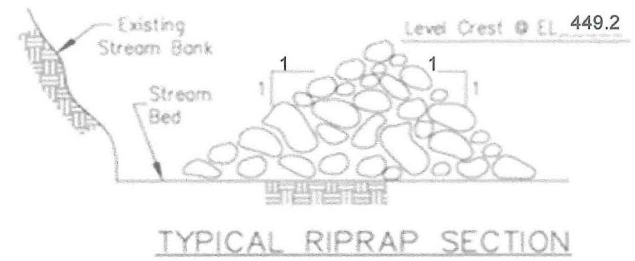 Existing
Stream Bank
Level Crest @ EL 449.2
1 1
1 1
Stream
Bed
TYPICAL RIPRAP SECTION